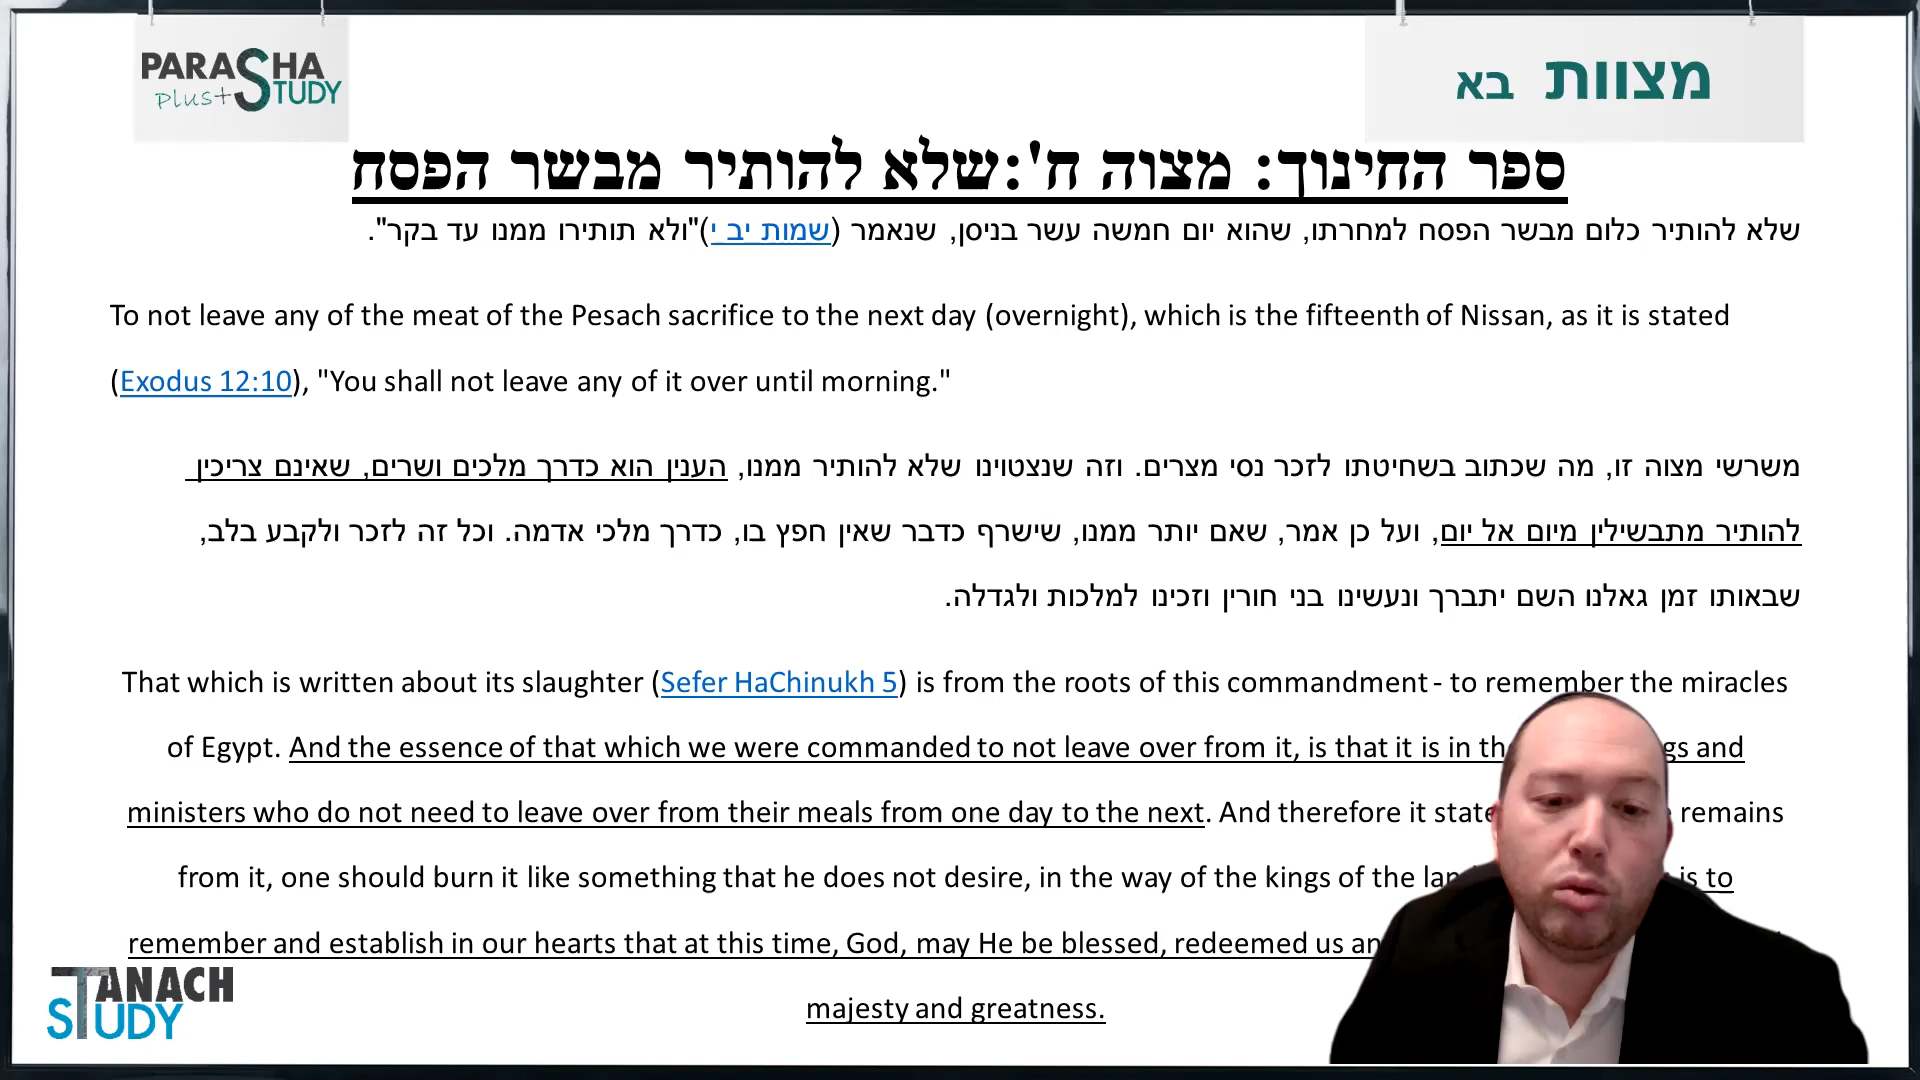 PARASHA
plus+ STUDY
מצוות בא
ספר החינוך: מצוה ח':שלא להותיר מבשר הפסח
שלא להותיר כלום מבשר הפסח למחרתו, שהוא יום חמשה עשר בניסן, שנאמר (שמות יב י)"ולא תותירו ממנו עד בקר".
To not leave any of the meat of the Pesach sacrifice to the next day (overnight), which is the fifteenth of Nissan, as it is stated
(Exodus 12:10), "You shall not leave any of it over until morning."
משרשי מצוה זו, מה שכתוב בשחיטתו לזכר נסי מצרים. וזה שנצטוינו שלא להותיר ממנו, הענין הוא כדרך מלכים ושרים, שאינם צריכין
להותיר מתבשילין מיום אל יום, ועל כן אמר, שאם יותר ממנו, שישרף כדבר שאין חפץ בו, כדרך מלכי אדמה. וכל זה לזכר ולקבע בלב,
שבאותו זמן גאלנו השם יתברך ונעשינו בני חורין וזכינו למלכות ולגדלה.
That which is written about its slaughter (Sefer HaChinukh 5) is from the roots of this commandment - to remember the miracles
of Egypt. And the essence of that which we were commanded to not leave over from it, is that it is in and
ministers who do not need to leave over from their meals from one day to the next. And therefore it remains
from it, one should burn it like something that he does not desire, in the way of the kings of the is to
remember and establish in our hearts that at this time, God, may He be blessed, redeemed us
majesty and greatness.
TANACH
STUDY